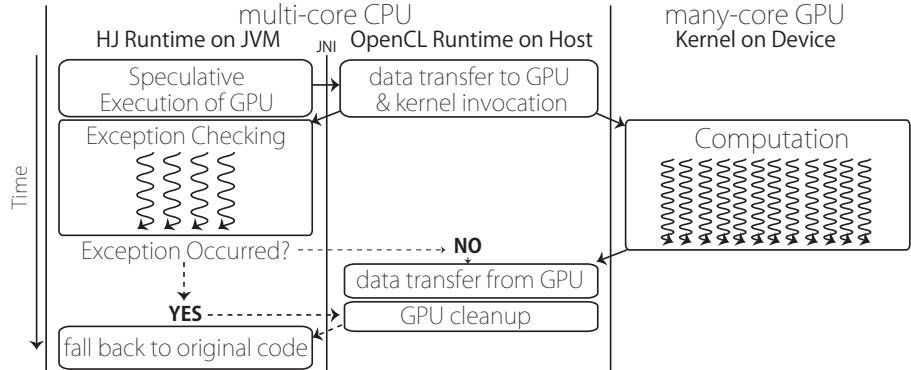 multi-core CPU
many-core GPU
HJ Runtime on JVM
JNI
OpenCL Runtime on Host
Kernel on Device
Speculative
Execution of GPU
data transfer to GPU
& kernel invocation
Exception Checking
Computation
Time
Exception Occurred?
NO
data transfer from GPU
YES
GPU cleanup
fall back to original code